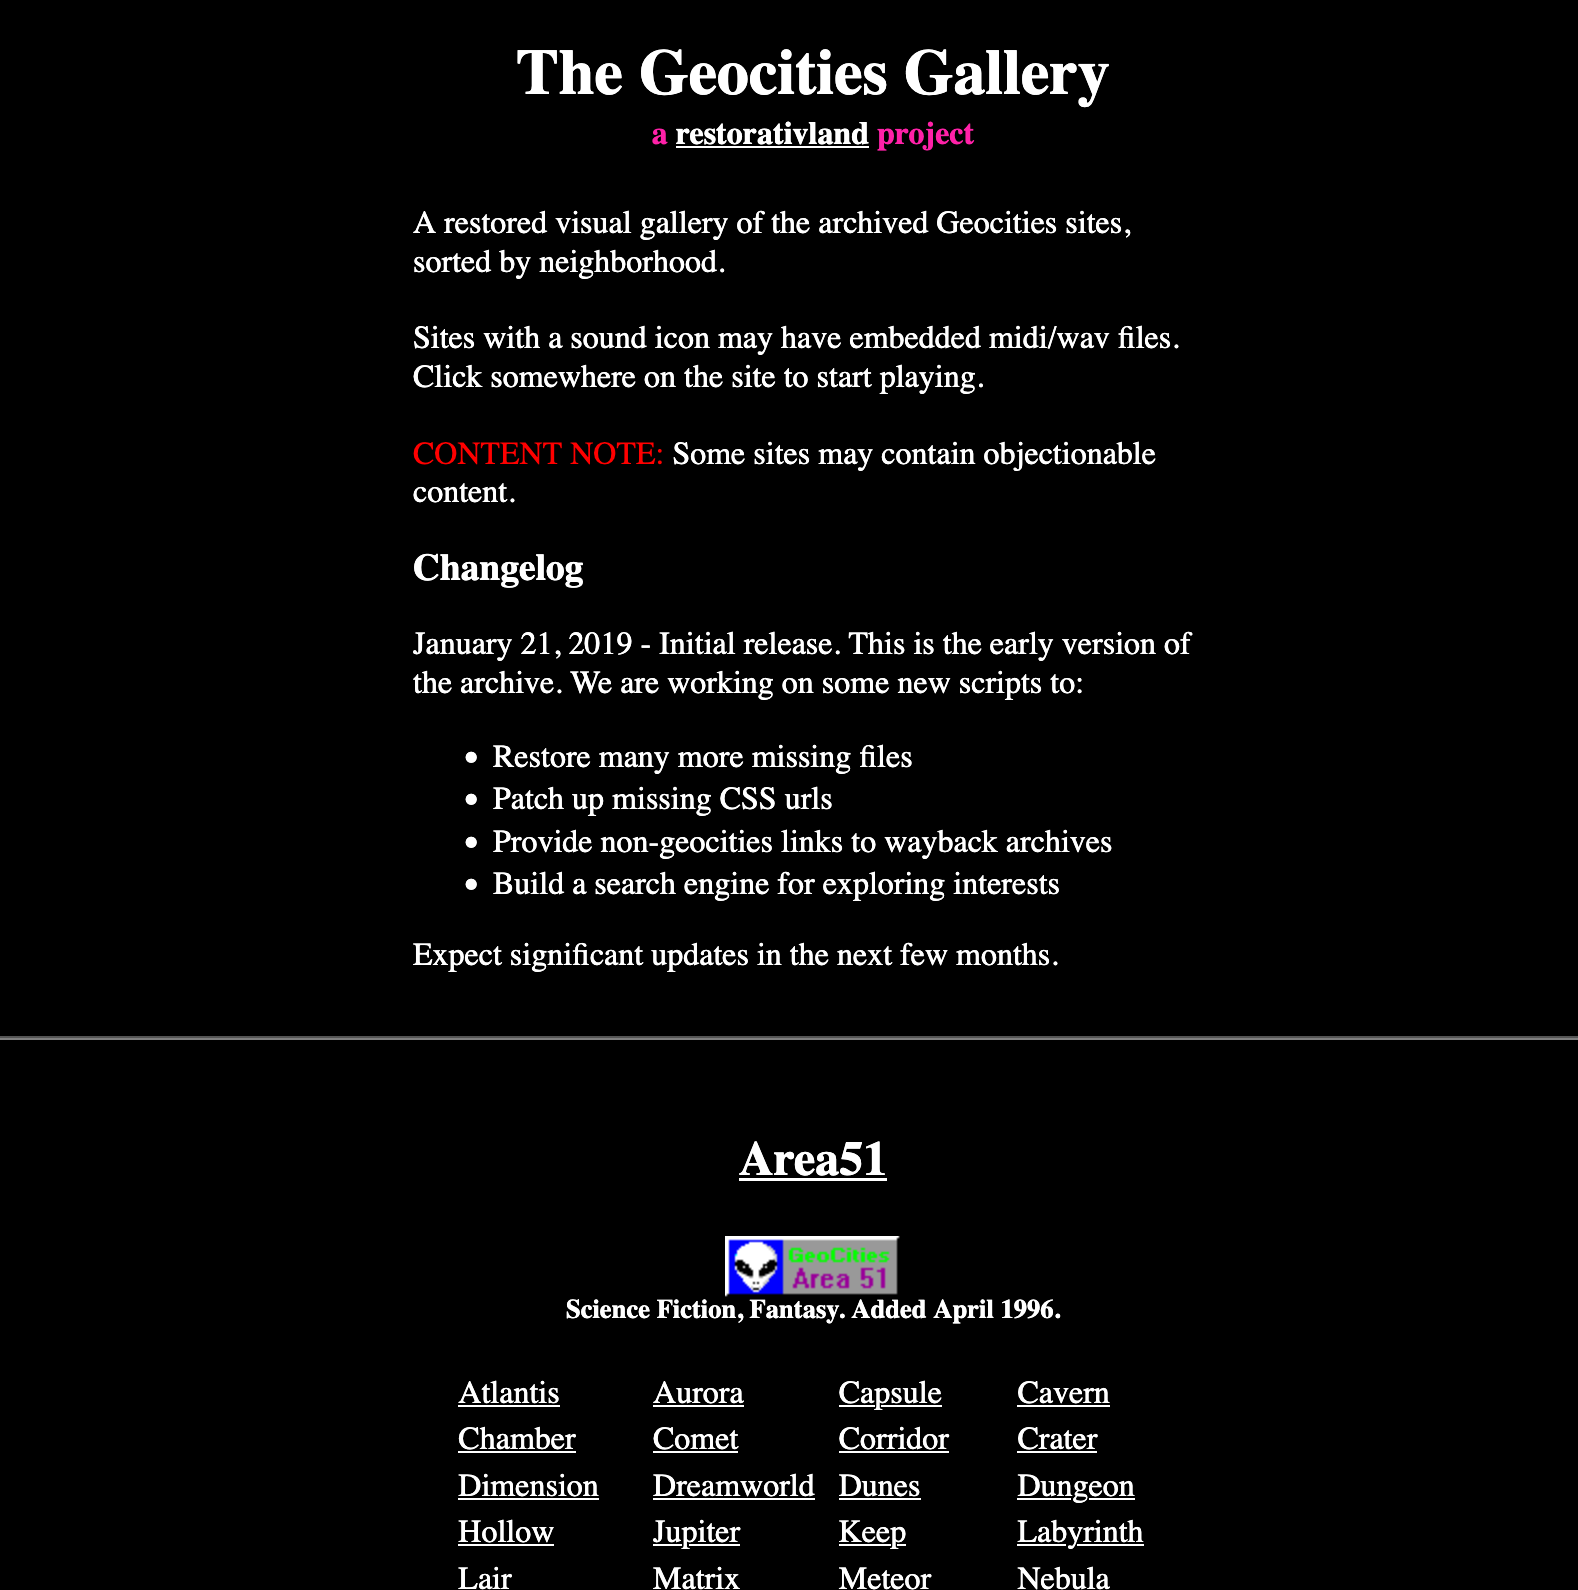 The Geocities Gallery
a restorativland project
A restored visual gallery of the archived Geocities sites,
sorted by neighborhood.
Sites with a sound icon may have embedded midi/wav files.
Click somewhere on the site to start playing.
CONTENT NOTE: Some sites may contain objectionable
content.
Changelog
January 21, 2019 - Initial release. This is the early version of
the archive. We are working on some new scripts to:
• Restore many more missing files
• Patch up missing CSS urls
• Provide non-geocities links to wayback archives
• Build a search engine for exploring interests
Expect significant updates in the next few months.
Area51
GeoCities
Area 51
Science Fiction, Fantasy. Added April 1996.
Atlantis Aurora Capsule Cavern
Chamber Comet Corridor Crater
Dimension Dreamworld Dunes Dungeon
Hollow Jupiter Keep Labyrinth
Lair Matrix Meteor Nebula